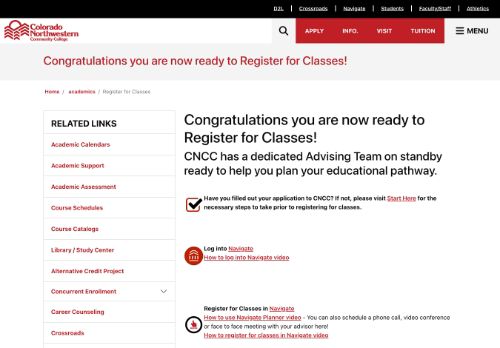 D2L | Crossroads | Navigate | Students | Faculty/Staff | Athletics
Colorado
Northwestern
Community College
APPLY INFO. VISIT TUITION MENU
Congratulations you are now ready to Register for Classes!
Home / academics / Register for Classes
RELATED LINKS
Academic Calendars
Academic Support
Academic Assessment
Course Schedules
Course Catalogs
Library / Study Center
Alternative Credit Project
Concurrent Enrollment
Career Counseling
Crossroads
Congratulations you are now ready to
Register for Classes!
CNCC has a dedicated Advising Team on standby
ready to help you plan your educational pathway.
Have you filled out your application to CNCC? If not, please visit Start Here for the
necessary steps to take prior to registering for classes.
Log into Navigate
How to log into Navigate video
Register for Classes in Navigate
How to use Navigate Planner video - You can also schedule a phone call, video conference
or face to face meeting with your advisor here!
How to register for classes in Navigate video